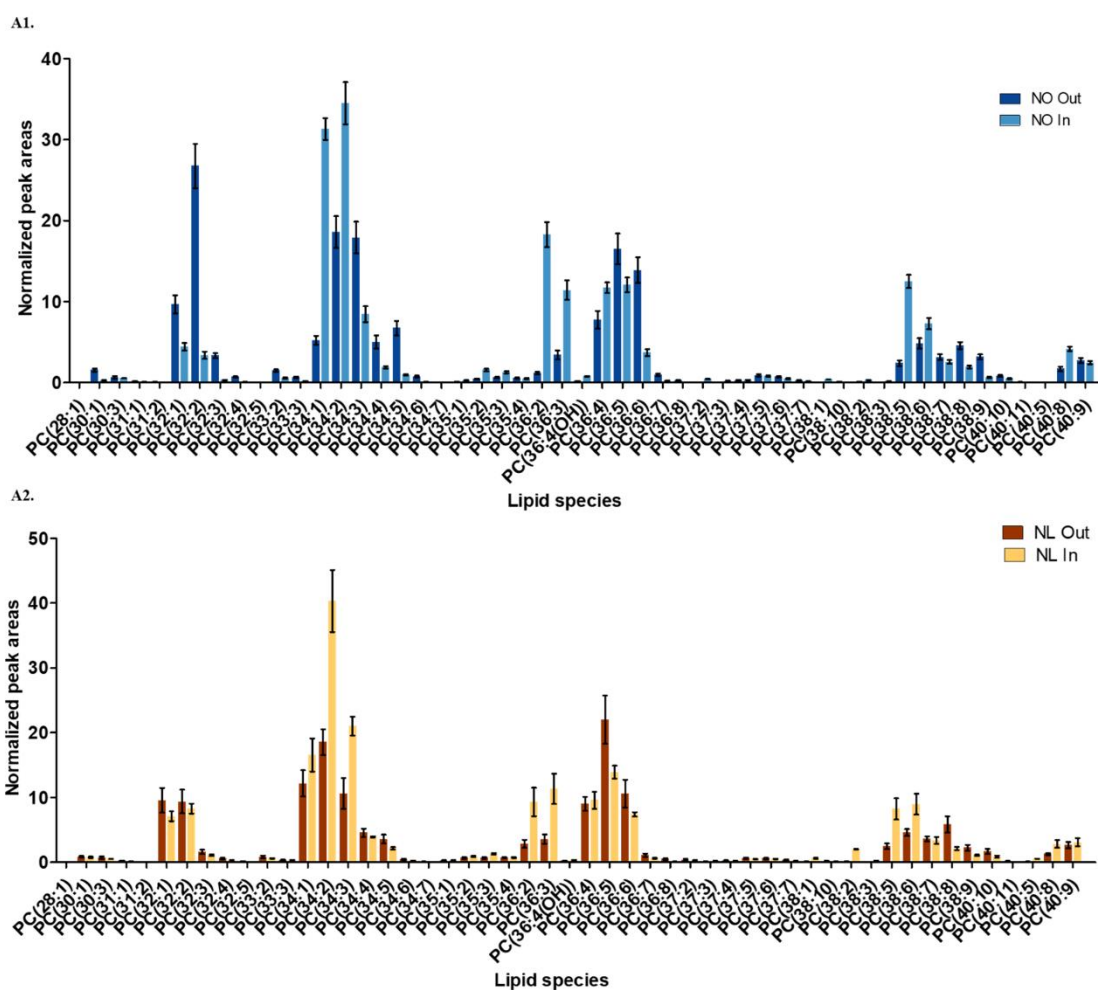 A1.
40
30
20
10
0
Normalized peak areas
NO Out
NO In
PC(28:1)
PC(30:1)
PC(30:3)
PC(31:1)
PC(31:2)
PC(32:1)
PC(32:2)
PC(32:3)
PC(32:4)
PC(32:5)
PC(33:2)
PC(33:3)
PC(34:1)
PC(34:2)
PC(34:3)
PC(34:4)
PC(34:5)
PC(34:6)
PC(34:7)
PC(35:1)
PC(35:2)
PC(35:3)
PC(35:4)
PC(36:2)
PC(36:3)
PC(36:4(OH))
PC(36:4)
PC(36:5)
PC(36:6)
PC(36:7)
PC(36:8)
PC(37:2)
PC(37:3)
PC(37:4)
PC(37:5)
PC(37:6)
PC(37:7)
PC(38:1)
PC(38:10)
PC(38:2)
PC(38:3)
PC(38:5)
PC(38:6)
PC(38:7)
PC(38:8)
PC(38:9)
PC(40:10)
PC(40:11)
PC(40:5)
PC(40:8)
PC(40:9)
Lipid species
A2.
50
40
30
20
10
0
Normalized peak areas
NL Out
NL In
PC(28:1)
PC(30:1)
PC(30:3)
PC(31:1)
PC(31:2)
PC(32:1)
PC(32:2)
PC(32:3)
PC(32:4)
PC(32:5)
PC(33:2)
PC(33:3)
PC(34:1)
PC(34:2)
PC(34:3)
PC(34:4)
PC(34:5)
PC(34:6)
PC(34:7)
PC(35:1)
PC(35:2)
PC(35:3)
PC(35:4)
PC(36:2)
PC(36:3)
PC(36:4(OH))
PC(36:4)
PC(36:5)
PC(36:6)
PC(36:7)
PC(36:8)
PC(37:2)
PC(37:3)
PC(37:4)
PC(37:5)
PC(37:6)
PC(37:7)
PC(38:1)
PC(38:10)
PC(38:2)
PC(38:3)
PC(38:5)
PC(38:6)
PC(38:7)
PC(38:8)
PC(38:9)
PC(40:10)
PC(40:11)
PC(40:5)
PC(40:8)
PC(40:9)
Lipid species